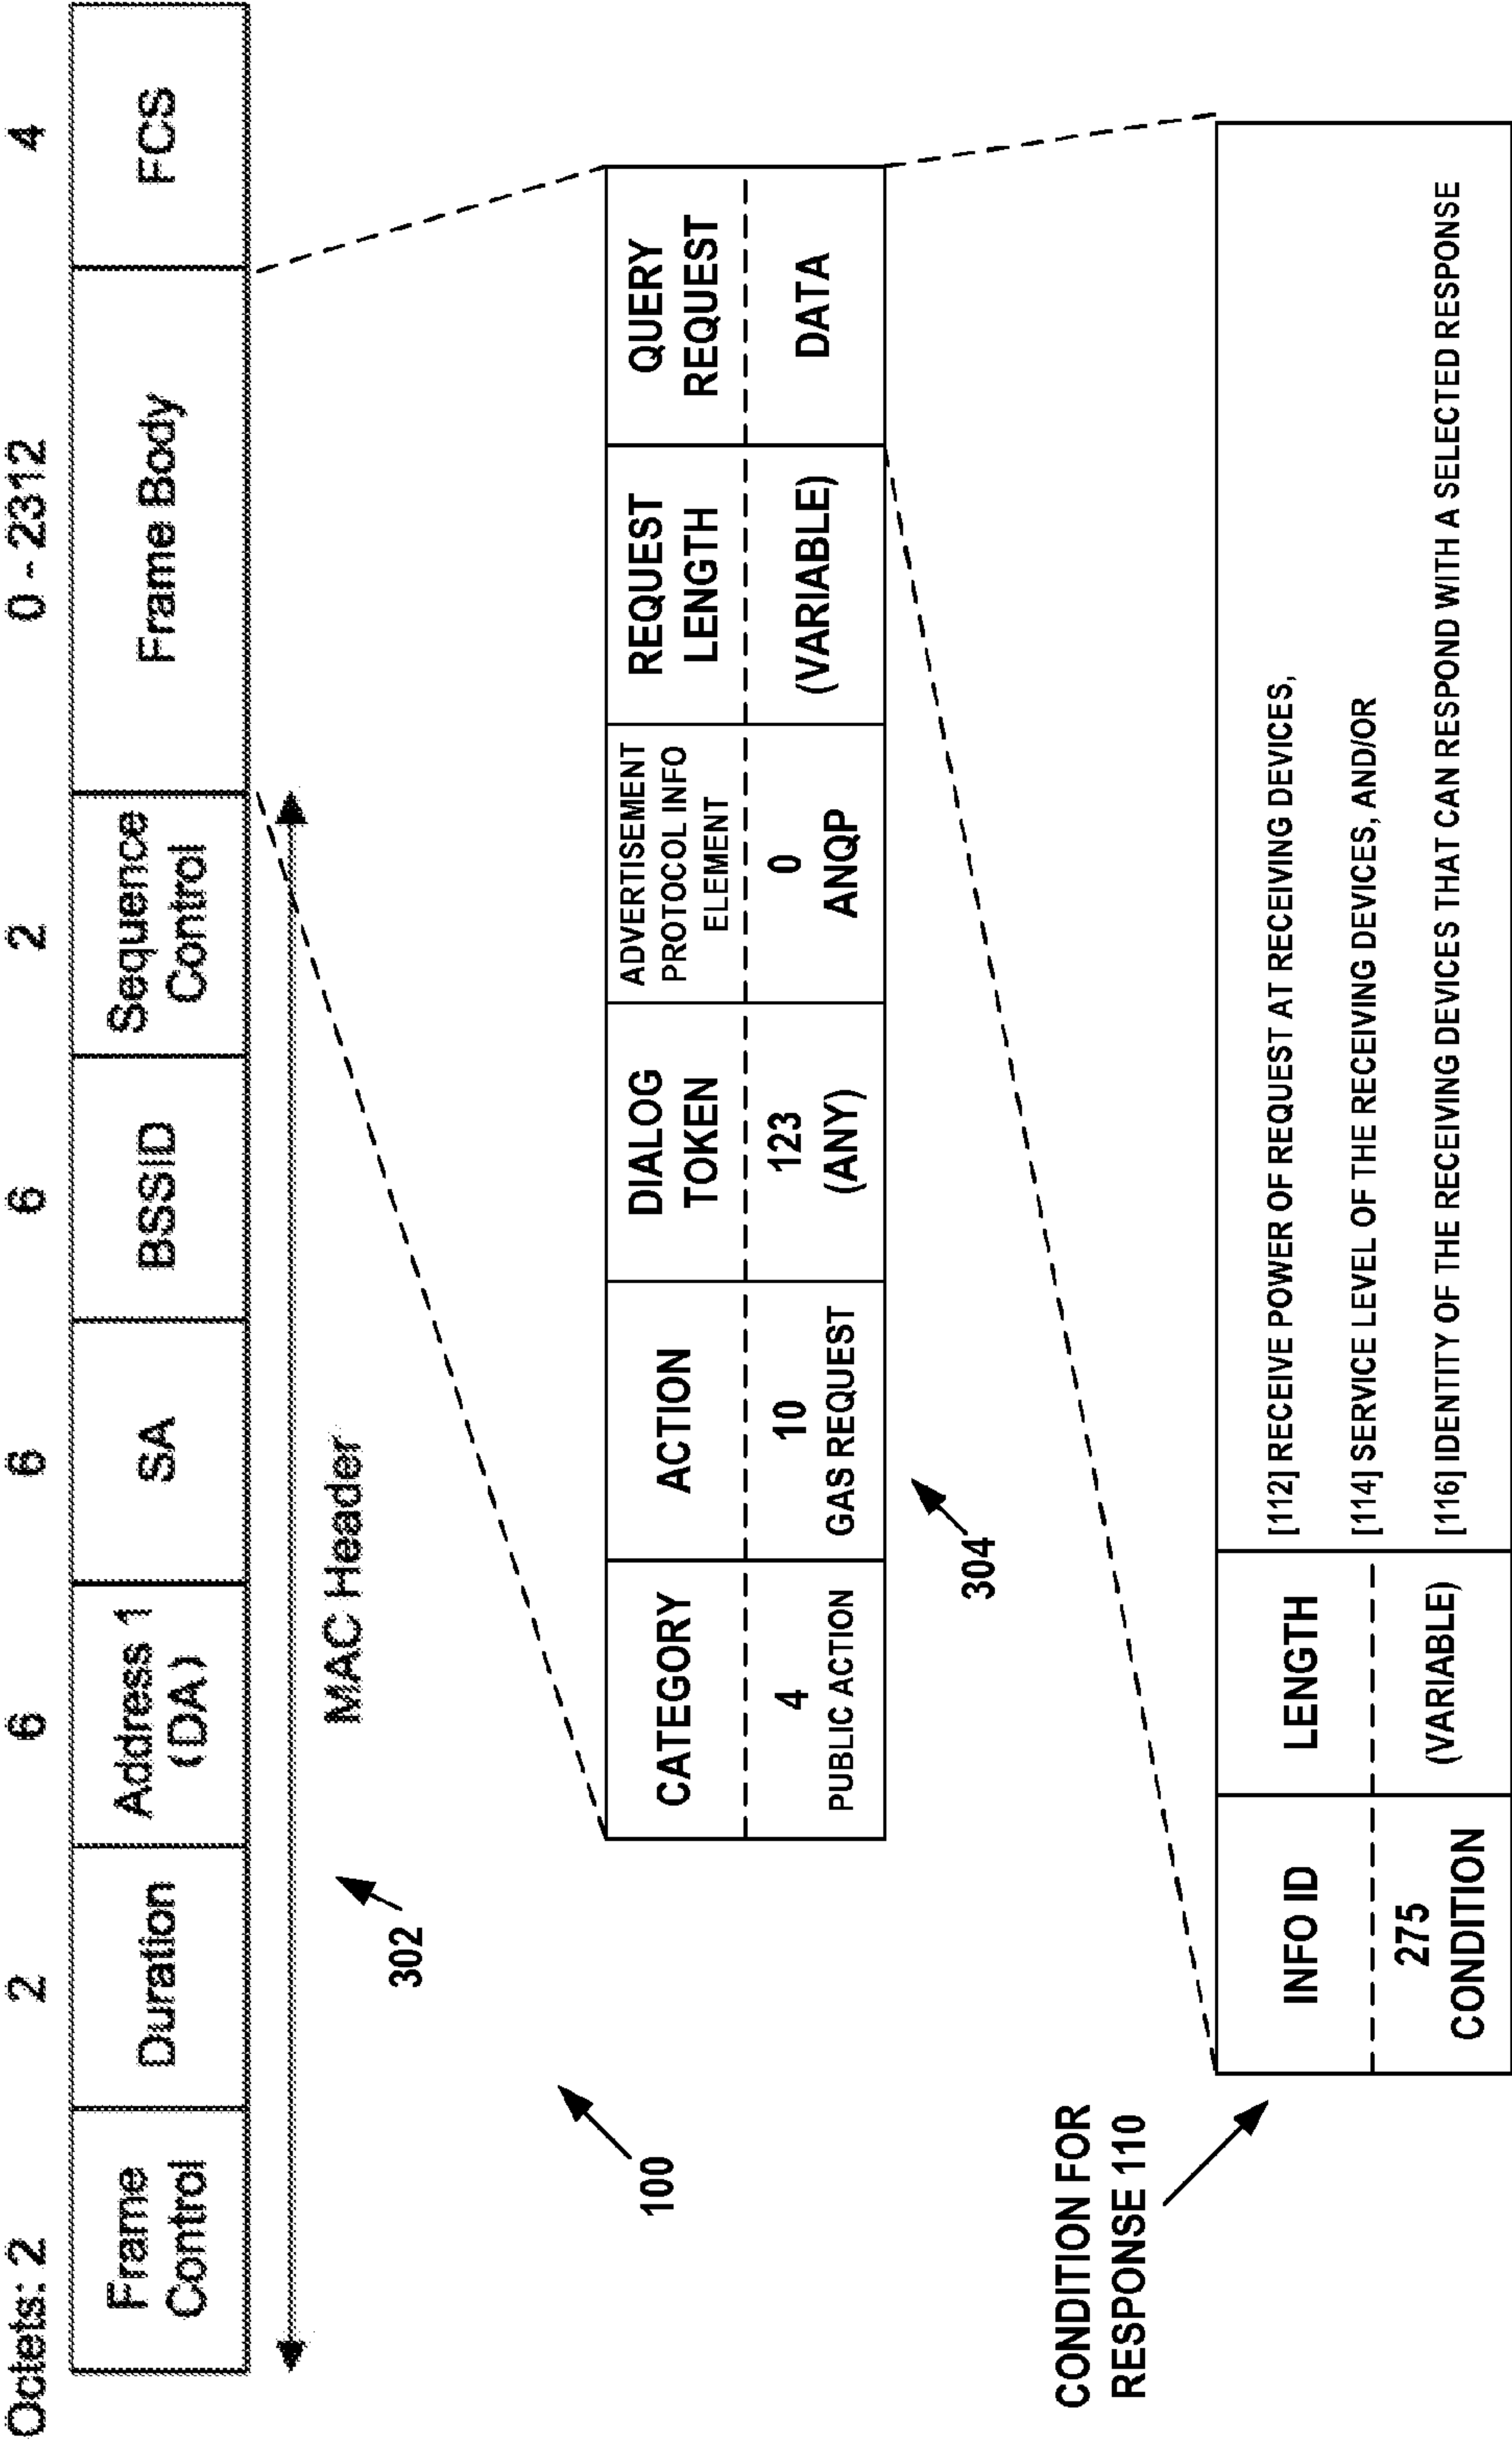 Octets: 2 2 6 6 6 2 0 - 2312 4
Frame
Control
Duration
Address 1
(DA)
SA
BSSID
Sequence
Control
Frame Body
FCS
MAC Header
302
100
CATEGORY
4
PUBLIC ACTION
ACTION
10
GAS REQUEST
DIALOG
TOKEN
123
(ANY)
ADVERTISEMENT
PROTOCOL INFO
ELEMENT
0
ANQP
REQUEST
LENGTH
(VARIABLE)
QUERY
REQUEST
DATA
304
CONDITION FOR
RESPONSE 110
INFO ID
275
CONDITION
LENGTH
(VARIABLE)
[112] RECEIVE POWER OF REQUEST AT RECEIVING DEVICES,
[114] SERVICE LEVEL OF THE RECEIVING DEVICES, AND/OR
[116] IDENTITY OF THE RECEIVING DEVICES THAT CAN RESPOND WITH A SELECTED RESPONSE